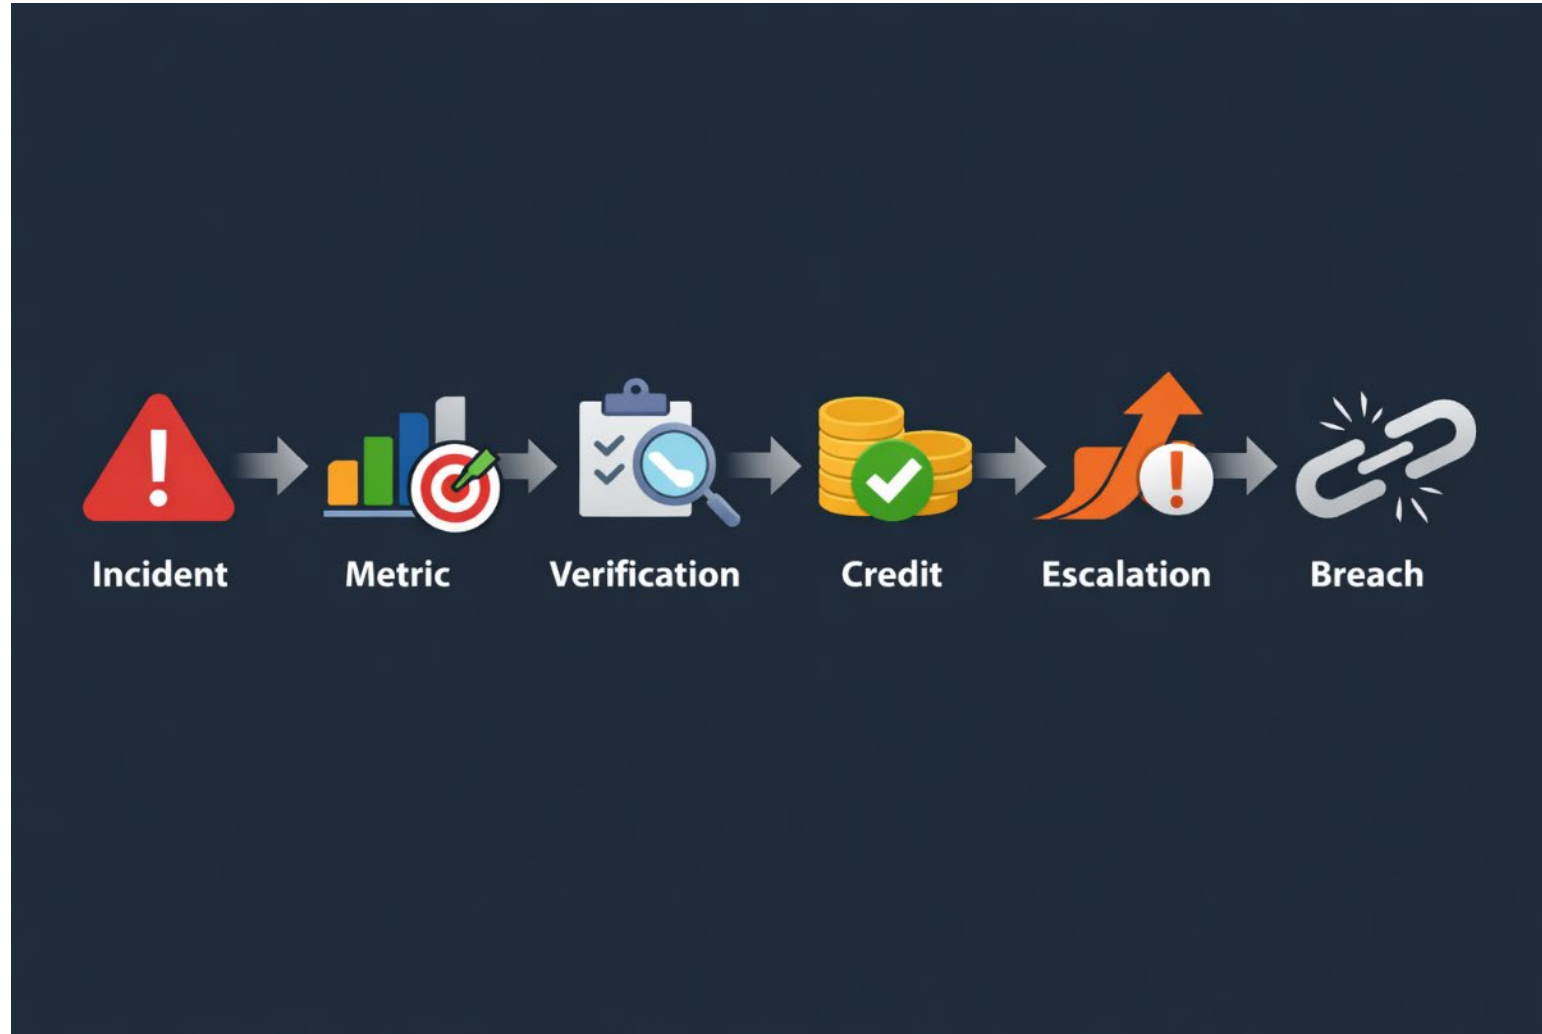 Incident
Metric
Verification
Credit
Escalation
Breach